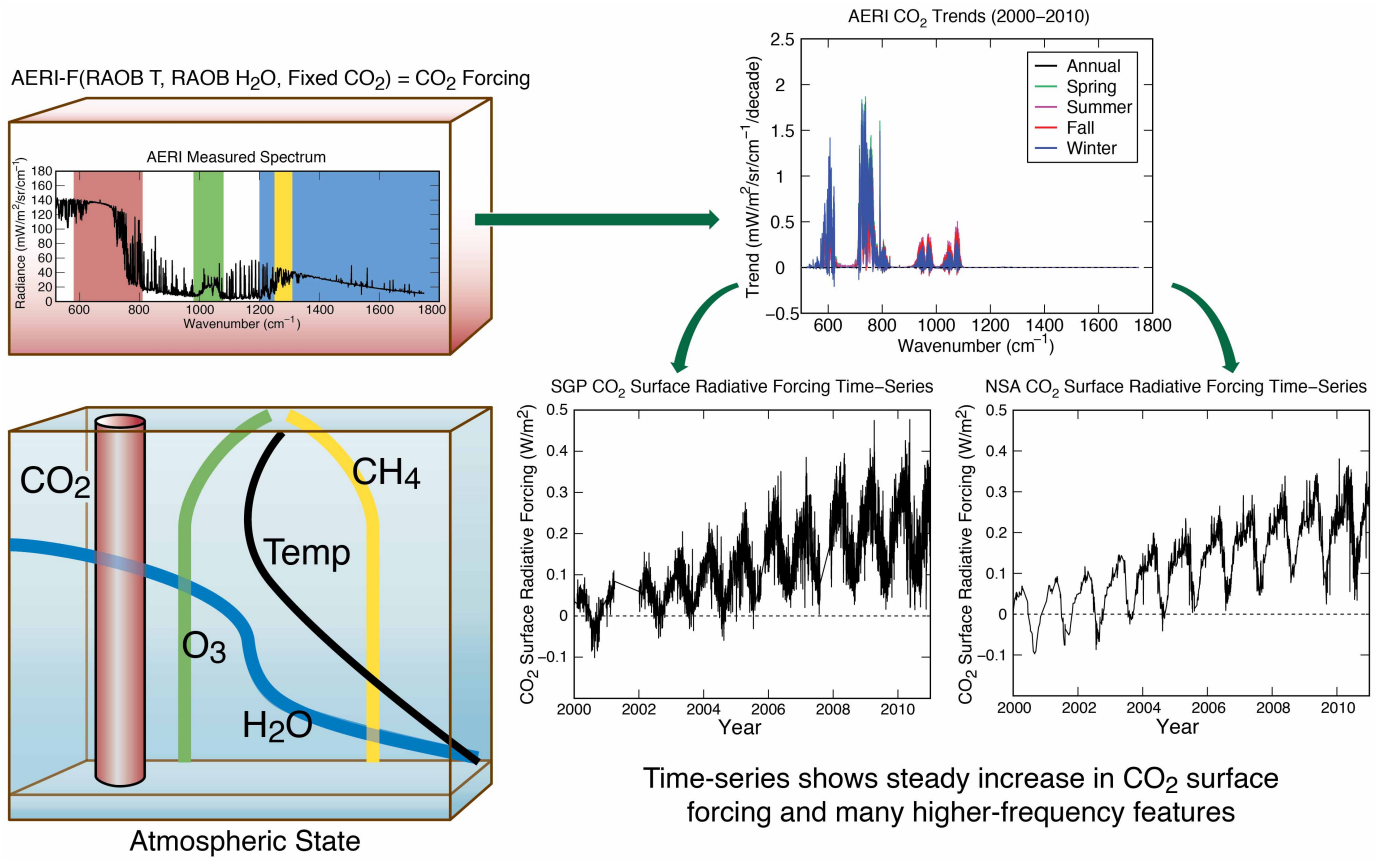 AERI-F(RAOB T, RAOB H₂O, Fixed CO₂) = CO₂ Forcing
AERI Measured Spectrum
Radiance (mW/m²/sr/cm⁻¹)
180
160
140
120
100
80
60
40
20
0
600 800 1000 1200 1400 1600 1800
Wavenumber (cm⁻¹)
AERI CO₂ Trends (2000−2010)
Trend (mW/m²/sr/cm⁻¹/decade)
2.5
2
1.5
1
0.5
0
−0.5
Annual
Spring
Summer
Fall
Winter
600 800 1000 1200 1400 1600 1800
Wavenumber (cm⁻¹)
CO₂
O₃
H₂O
Temp
CH₄
Atmospheric State
SGP CO₂ Surface Radiative Forcing Time−Series
CO₂ Surface Radiative Forcing (W/m²)
0.5
0.4
0.3
0.2
0.1
0
−0.1
2000 2002 2004 2006 2008 2010
Year
NSA CO₂ Surface Radiative Forcing Time−Series
CO₂ Surface Radiative Forcing (W/m²)
0.5
0.4
0.3
0.2
0.1
0
−0.1
2000 2002 2004 2006 2008 2010
Year
Time-series shows steady increase in CO₂ surface
forcing and many higher-frequency features